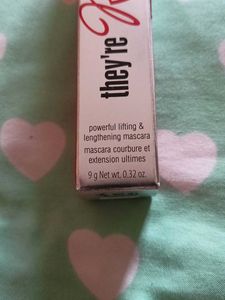 they're
powerful lifting &
lengthening mascara
mascara courbure et
extension ultimes
9 g Net wt. 0.32 oz.